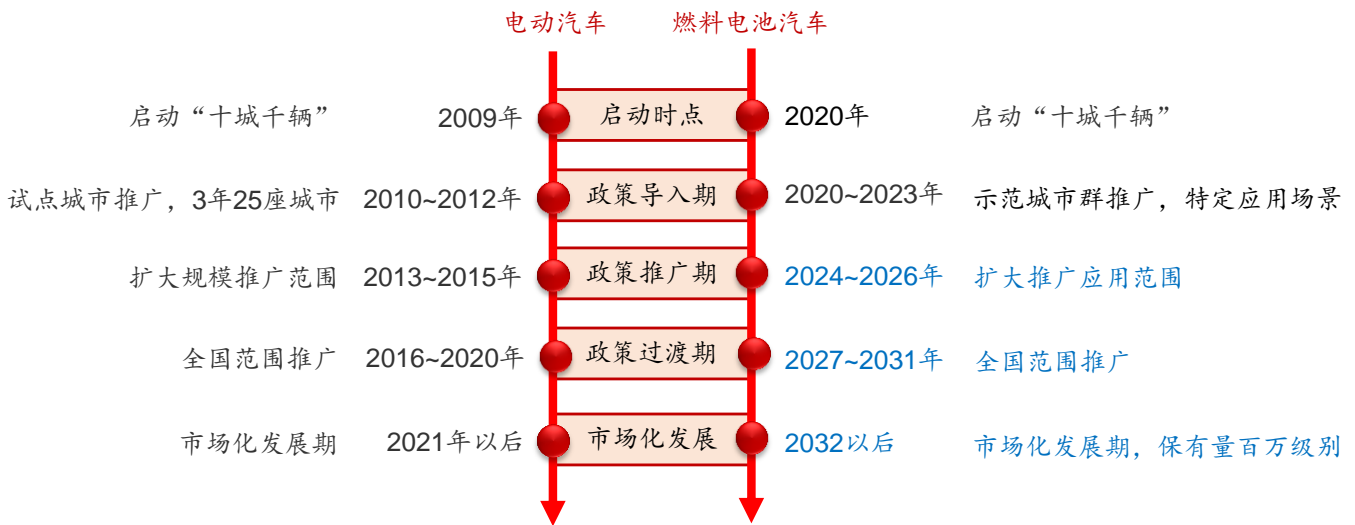 电动汽车 燃料电池汽车
启动“十城千辆” 2009年 启动时点 2020年 启动“十城千辆”
试点城市推广，3年25座城市 2010~2012年 政策导入期 2020~2023年 示范城市群推广，特定应用场景
扩大规模推广范围 2013~2015年 政策推广期 2024~2026年 扩大推广应用范围
全国范围推广 2016~2020年 政策过渡期 2027~2031年 全国范围推广
市场化发展期 2021年以后 市场化发展 2032以后 市场化发展期，保有量百万级别